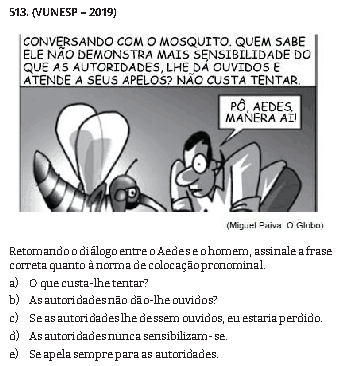 513. (VUNESP – 2019)
CONVERSANDO COM O MOSQUITO. QUEM SABE
ELE NÃO DEMONSTRA MAIS SENSIBILIDADE DO
QUE AS AUTORIDADES, LHE DÁ OUVIDOS E
ATENDE A SEUS APELOS? NÃO CUSTA TENTAR.
PÔ, AEDES,
MANERA AÍ!
(Miguel Paiva. O Globo)
Retomando o diálogo entre o Aedes e o homem, assinale a frase
correta quanto à norma de colocação pronominal.
a) O que custa-lhe tentar?
b) As autoridades não dão-lhe ouvidos?
c) Se as autoridades lhe dessem ouvidos, eu estaria perdido.
d) As autoridades nunca sensibilizam-se.
e) Se apela sempre para as autoridades.